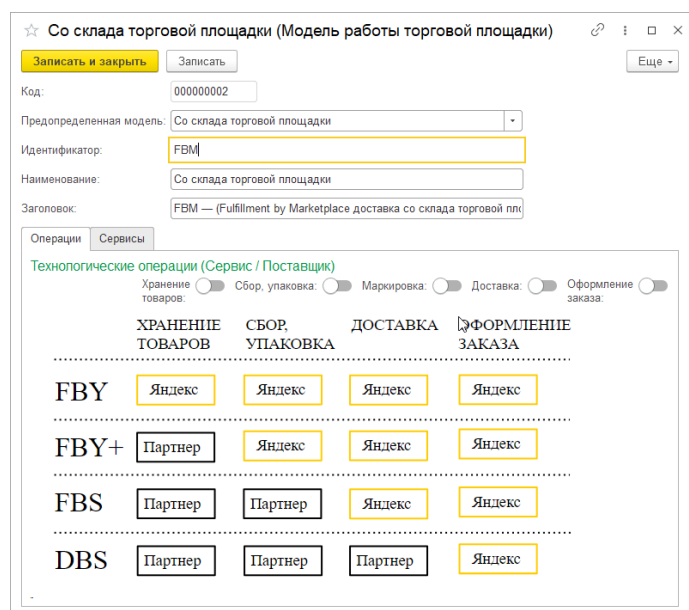 Со склада торговой площадки (Модель работы торговой площадки)
Записать и закрыть Записать Еще
Код: 000000002
Предопределенная модель: Со склада торговой площадки
Идентификатор: FBM
Наименование: Со склада торговой площадки
Заголовок: FBM — (Fulfillment by Marketplace доставка со склада торговой пло
Операции Сервисы
Технологические операции (Сервис / Поставщик)
Хранение товаров: Сбор, упаковка: Маркировка: Доставка: Оформление заказа:
ХРАНЕНИЕ ТОВАРОВ СБОР, УПАКОВКА ДОСТАВКА ОФОРМЛЕНИЕ ЗАКАЗА
FBY Яндекс Яндекс Яндекс Яндекс
FBY+ Партнер Яндекс Яндекс Яндекс
FBS Партнер Партнер Яндекс Яндекс
DBS Партнер Партнер Партнер Яндекс